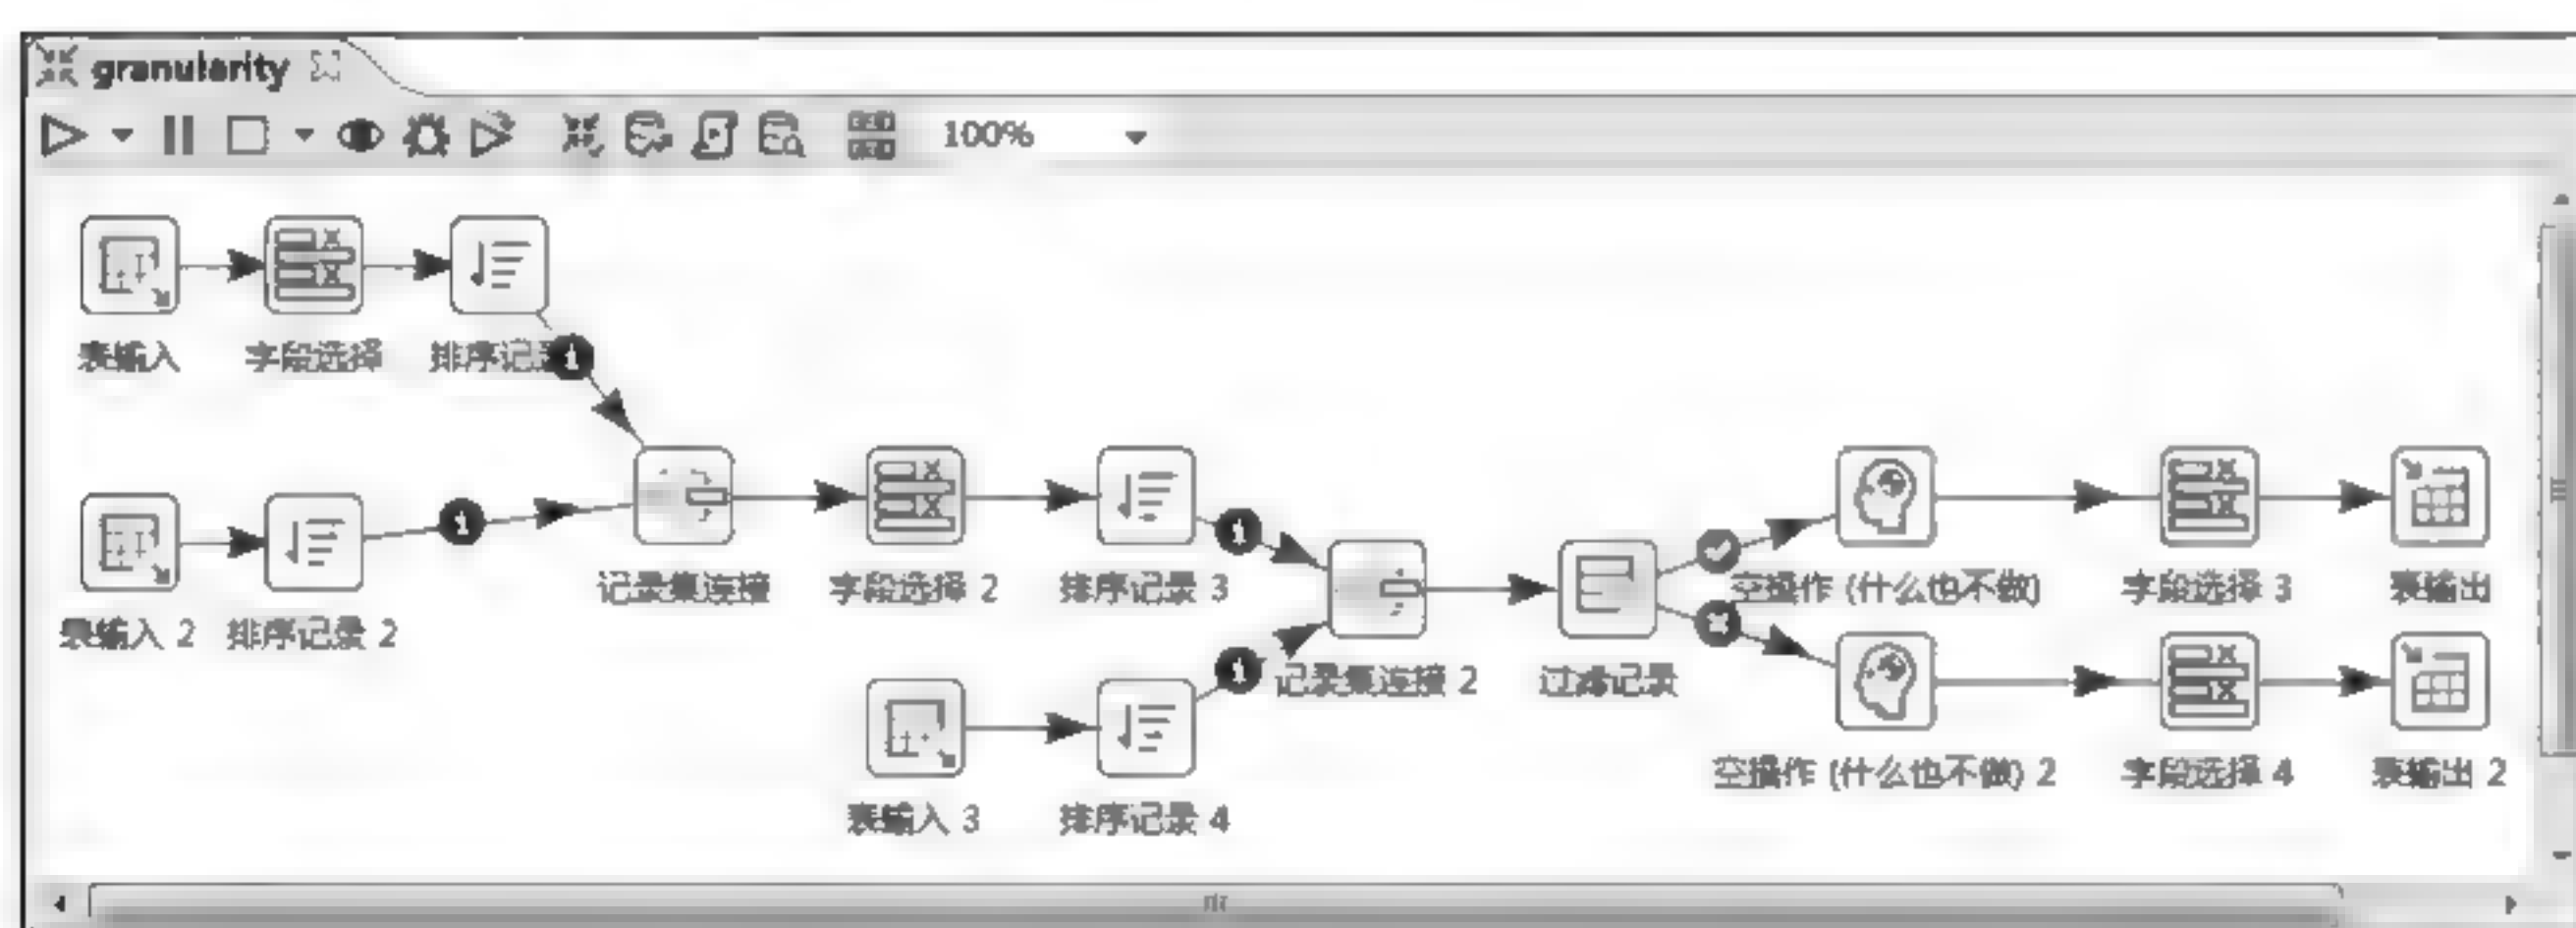 granularity
100%
表输入
字段选择
排序记录
记录集连接
字段选择 2
排序记录 3
空操作 (什么也不做)
字段选择 3
表输出
表输入 2
排序记录 2
记录集连接 2
过滤记录
空操作 (什么也不做) 2
字段选择 4
表输出 2
表输入 3
排序记录 4